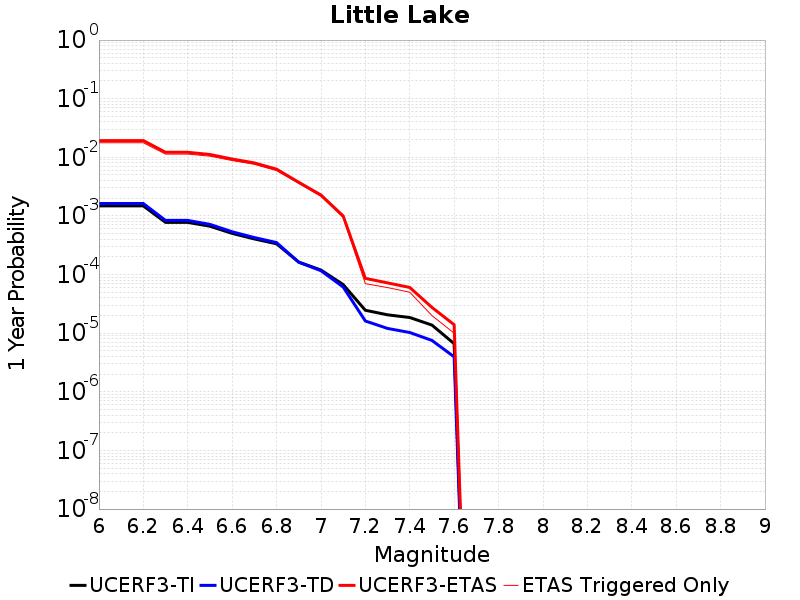 Little Lake
1 Year Probability
10^0
10^-1
10^-2
10^-3
10^-4
10^-5
10^-6
10^-7
10^-8
6 6.2 6.4 6.6 6.8 7 7.2 7.4 7.6 7.8 8 8.2 8.4 8.6 8.8 9
Magnitude
UCERF3-TI UCERF3-TD UCERF3-ETAS ETAS Triggered Only